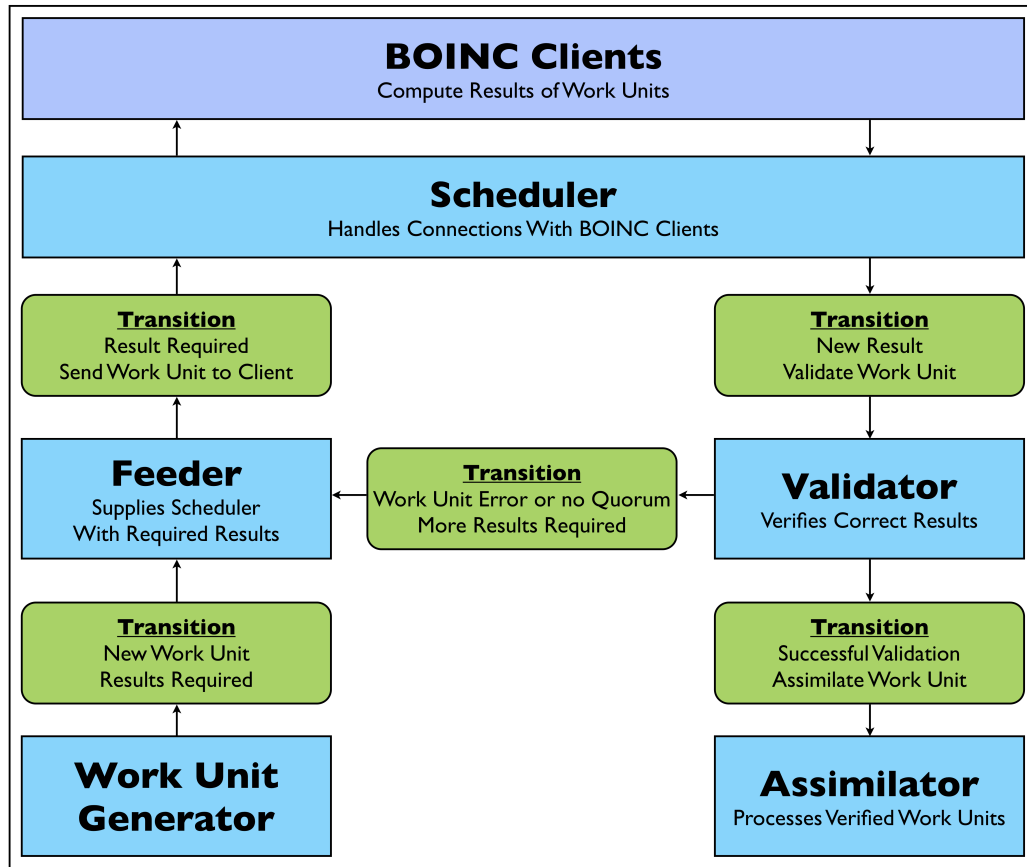 BOINC Clients
Compute Results of Work Units
Scheduler
Handles Connections With BOINC Clients
Transition
Result Required
Send Work Unit to Client
Transition
New Result
Validate Work Unit
Feeder
Supplies Scheduler
With Required Results
Transition
Work Unit Error or no Quorum
More Results Required
Validator
Verifies Correct Results
Transition
New Work Unit
Results Required
Transition
Successful Validation
Assimilate Work Unit
Work Unit
Generator
Assimilator
Processes Verified Work Units